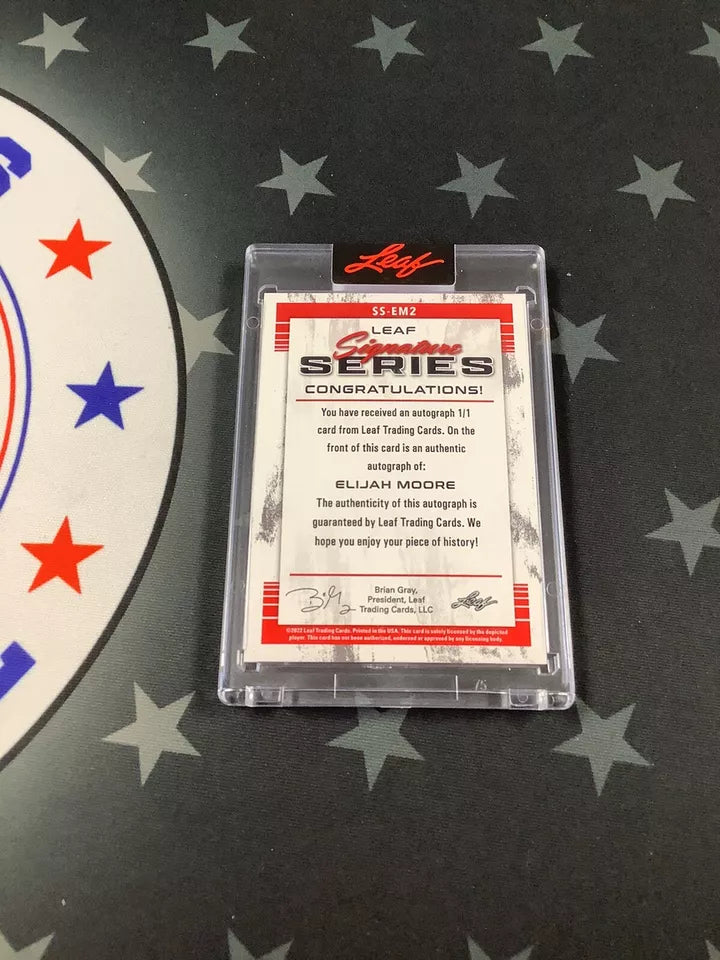 Leaf
SS-EM2
LEAF
Signature
SERIES
CONGRATULATIONS!
You have received an autograph 1/1
card from Leaf Trading Cards. On the
front of this card is an authentic
autograph of:
ELIJAH MOORE
The authenticity of this autograph is
guaranteed by Leaf Trading Cards. We
hope you enjoy your piece of history!
Brian Gray,
President, Leaf
Trading Cards, LLC
Leaf
©2022 Leaf Trading Cards. Printed in the USA. This card is solely licensed by the depicted
player. This card has not been authorized, endorsed or approved by any licensing body.